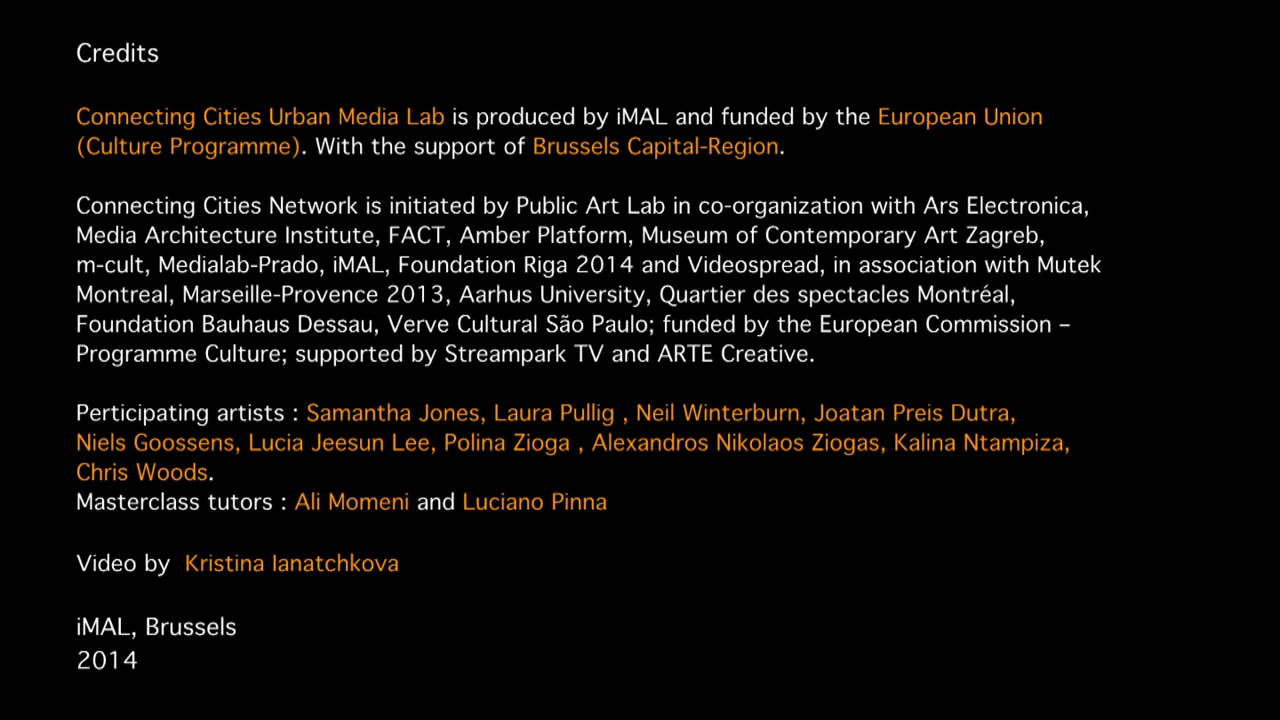 Credits
Connecting Cities Urban Media Lab is produced by iMAL and funded by the European Union
(Culture Programme). With the support of Brussels Capital-Region.
Connecting Cities Network is initiated by Public Art Lab in co-organization with Ars Electronica,
Media Architecture Institute, FACT, Amber Platform, Museum of Contemporary Art Zagreb,
m-cult, Medialab-Prado, iMAL, Foundation Riga 2014 and Videospread, in association with Mutek
Montreal, Marseille-Provence 2013, Aarhus University, Quartier des spectacles Montréal,
Foundation Bauhaus Dessau, Verve Cultural São Paulo; funded by the European Commission –
Programme Culture; supported by Streampark TV and ARTE Creative.
Perticipating artists : Samantha Jones, Laura Pullig , Neil Winterburn, Joatan Preis Dutra,
Niels Goossens, Lucia Jeesun Lee, Polina Zioga , Alexandros Nikolaos Ziogas, Kalina Ntampiza,
Chris Woods.
Masterclass tutors : Ali Momeni and Luciano Pinna
Video by  Kristina Ianatchkova
iMAL, Brussels
2014